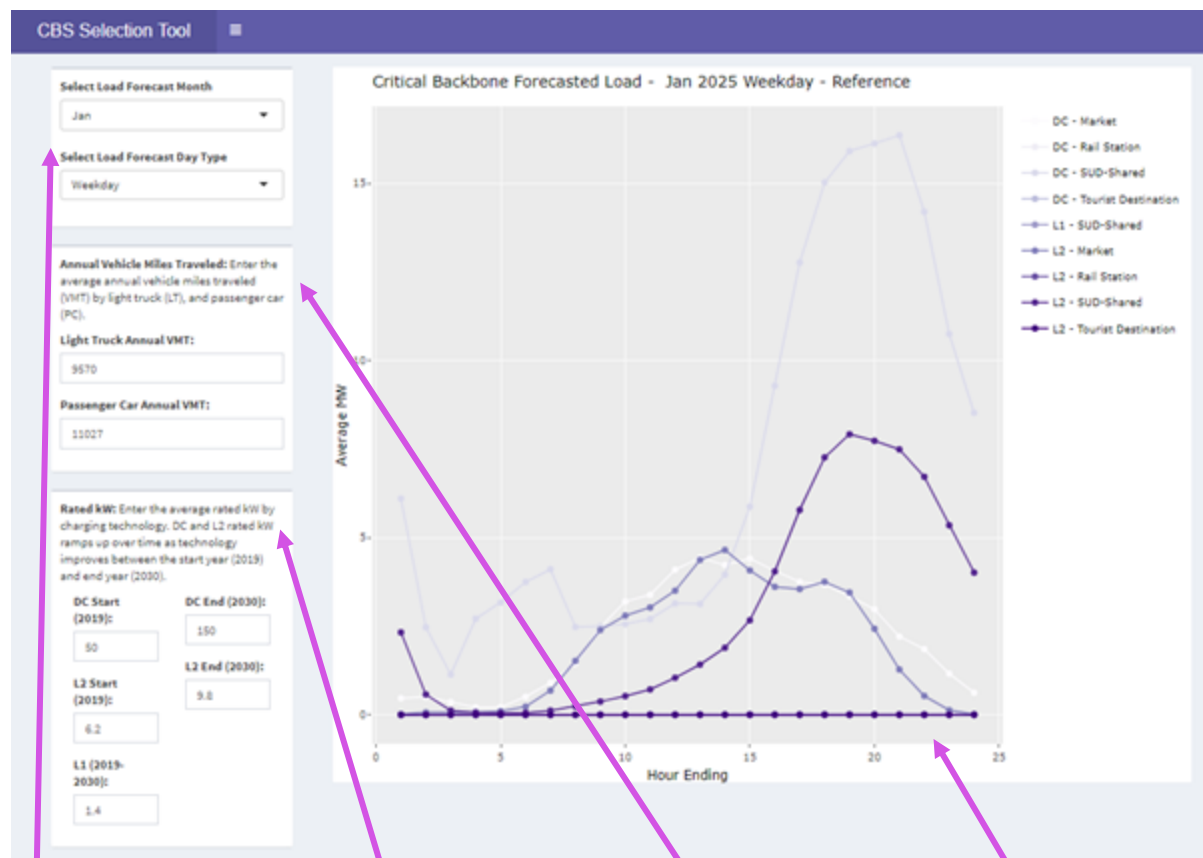 CBS Selection Tool
Select Load Forecast Month
Jan
Select Load Forecast Day Type
Weekday
Annual Vehicle Miles Traveled: Enter the
average annual vehicle miles traveled
(VMT) by light truck (LT), and passenger car
(PC).
Light Truck Annual VMT:
9570
Passenger Car Annual VMT:
11027
Rated kW: Enter the average rated kW by
charging technology. DC and L2 rated kW
ramps up over time as technology
improves between the start year (2019)
and end year (2030).
DC Start
(2019):
50
DC End (2030):
150
L2 Start
(2019):
6.2
L2 End (2030):
9.8
L1 (2019-
2030):
1.4
Critical Backbone Forecasted Load - Jan 2025 Weekday - Reference
Average MW
15
10
5
0
0
5
10
15
20
25
Hour Ending
DC - Market
DC - Rail Station
DC - SUD-Shared
DC - Tourist Destination
L1 - SUD-Shared
L2 - Market
L2 - Rail Station
L2 - SUD-Shared
L2 - Tourist Destination